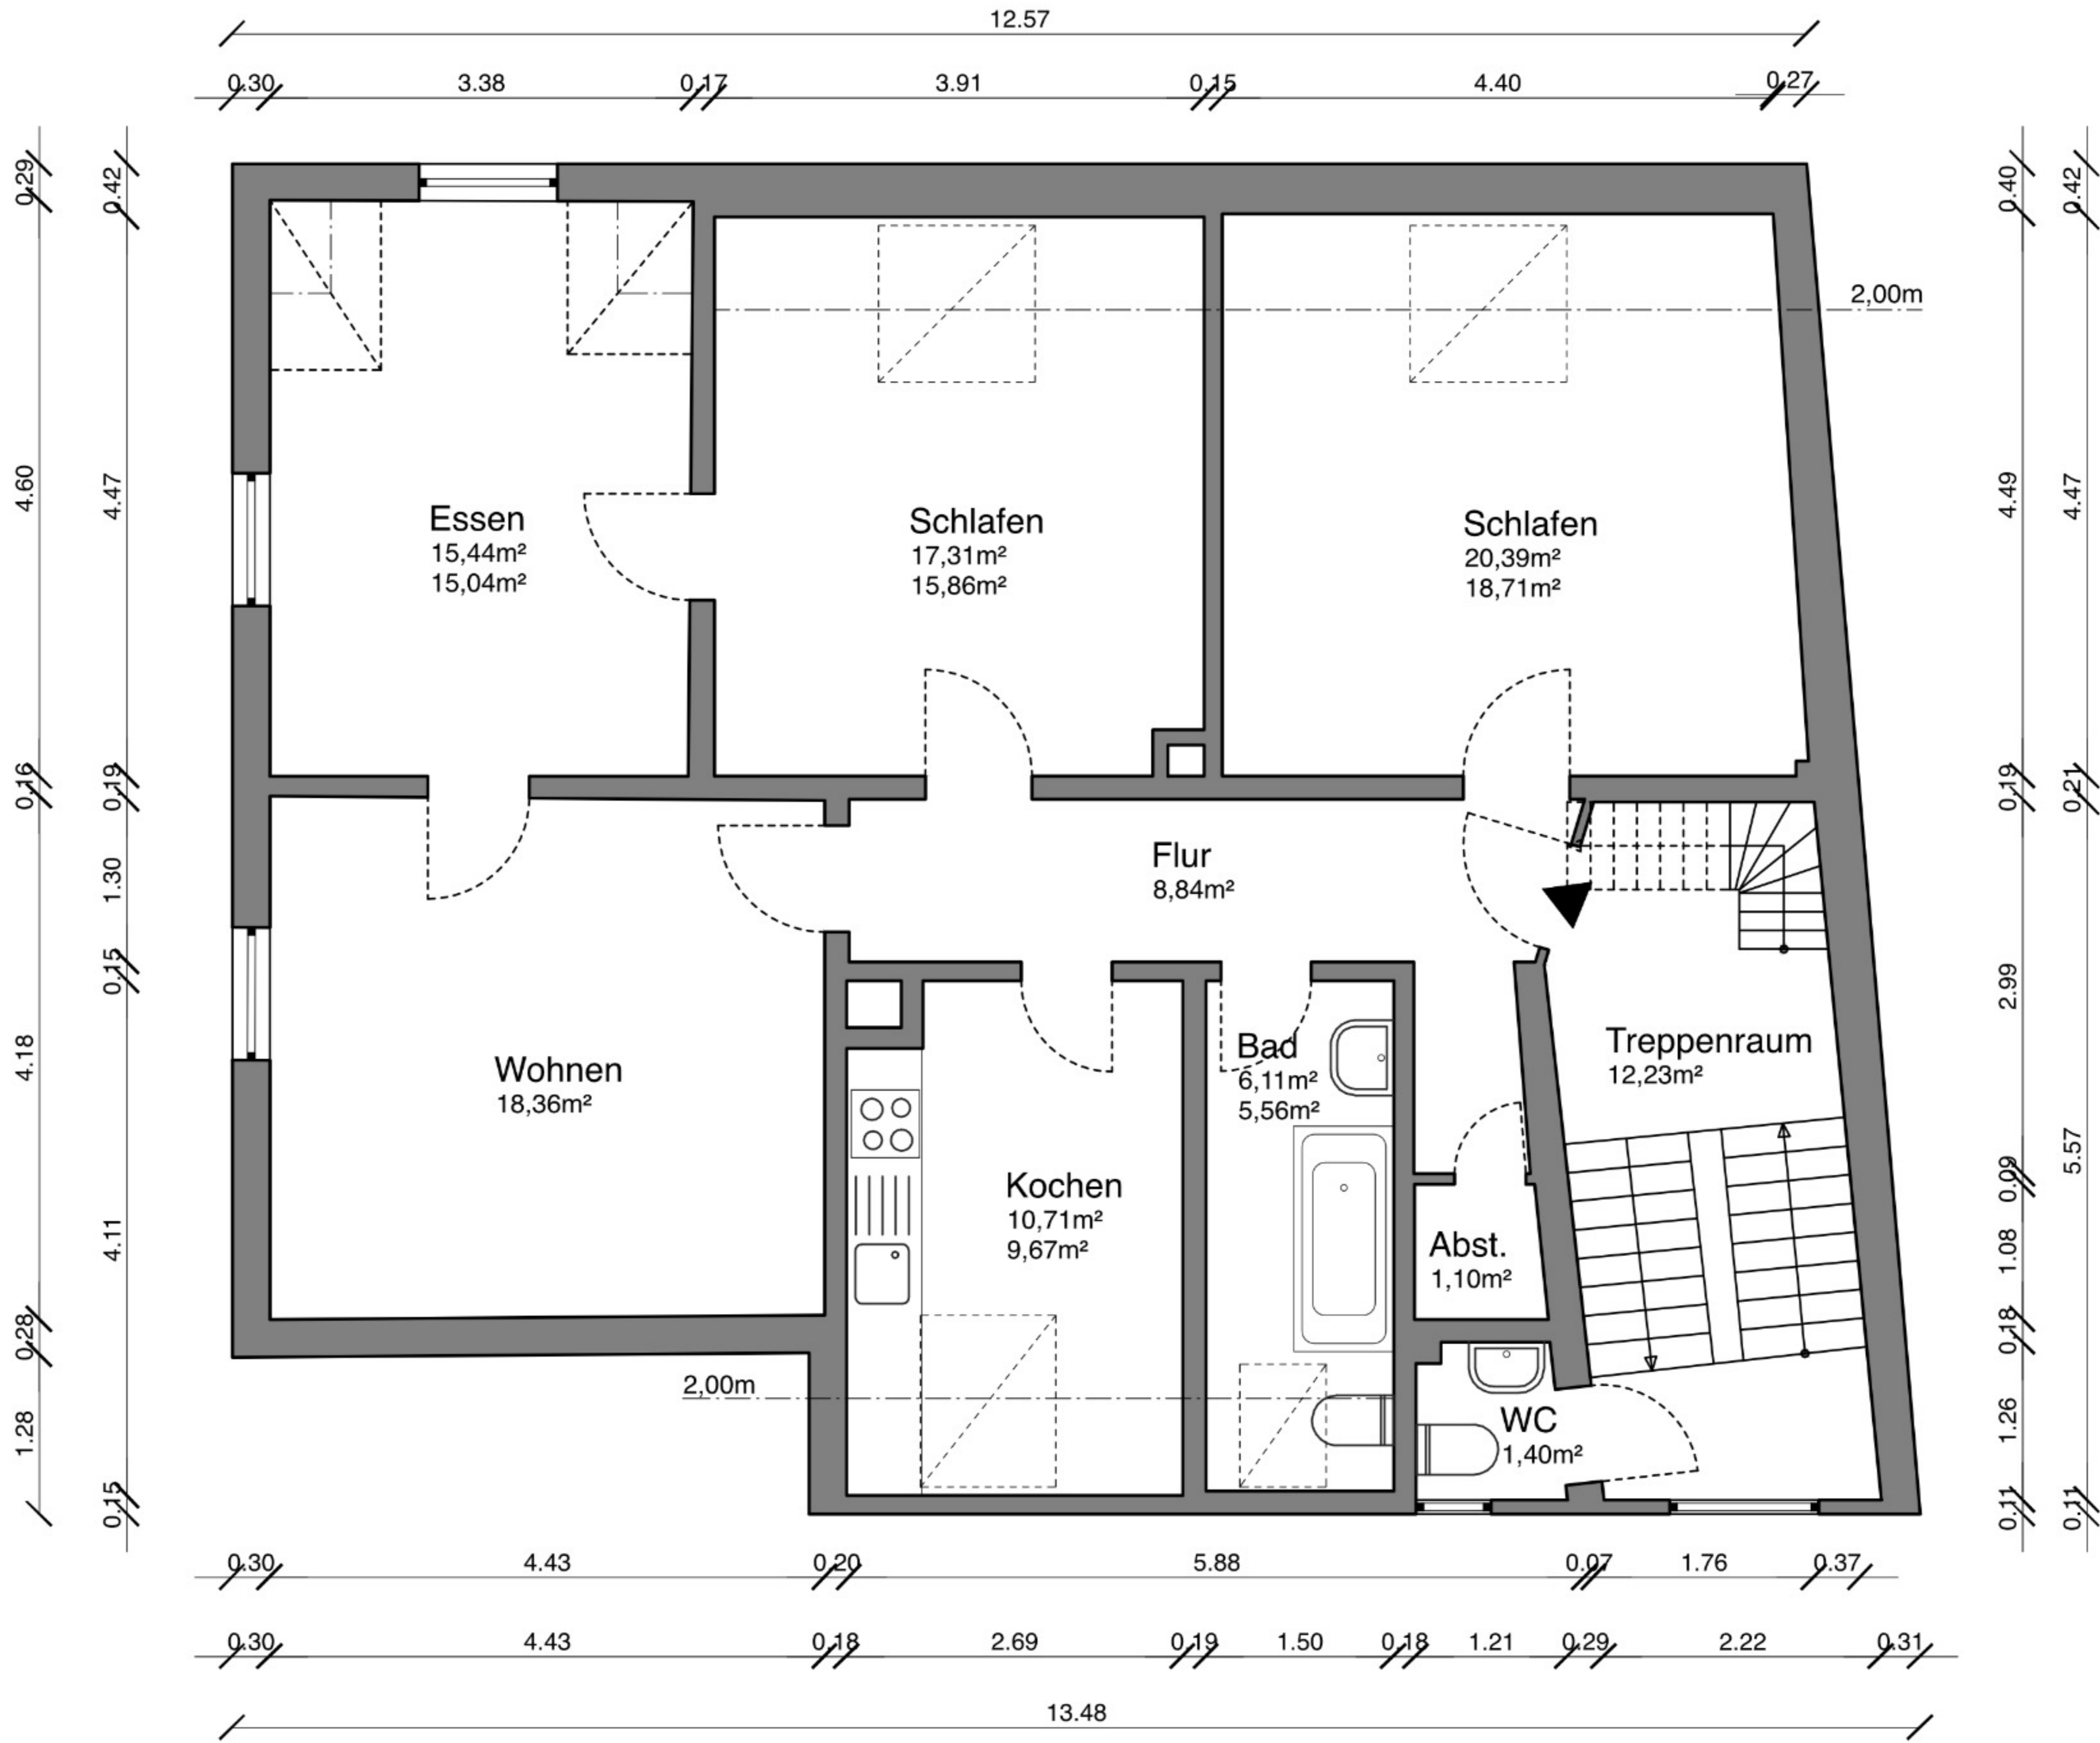 12.57
0.30 3.38 0.17 3.91 0.15 4.40 0.27
0.29 4.60 0.16 4.18 0.28 1.28
0.42 4.47 0.19 1.30 0.15 4.11 0.15
2,00m
Essen
15,44m²
15,04m²
Schlafen
17,31m²
15,86m²
Schlafen
20,39m²
18,71m²
Flur
8,84m²
Wohnen
18,36m²
Kochen
10,71m²
9,67m²
Bad
6,11m²
5,56m²
Treppenraum
12,23m²
Abst.
1,10m²
2,00m
WC
1,40m²
0.40 4.49 0.19 2.99 0.09 1.08 0.18 1.26 0.11
0.42 4.47 0.21 5.57 0.11
0.30 4.43 0.20 5.88 0.07 1.76 0.37
0.30 4.43 0.18 2.69 0.19 1.50 0.18 1.21 0.29 2.22 0.31
13.48